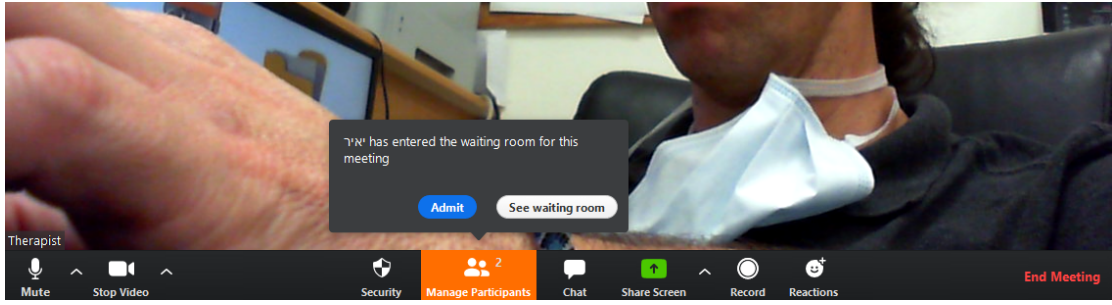 יאיר has entered the waiting room for this
meeting
Admit
See waiting room
Therapist
2
Mute
Stop Video
Security
Manage Participants
Chat
Share Screen
Record
Reactions
End Meeting